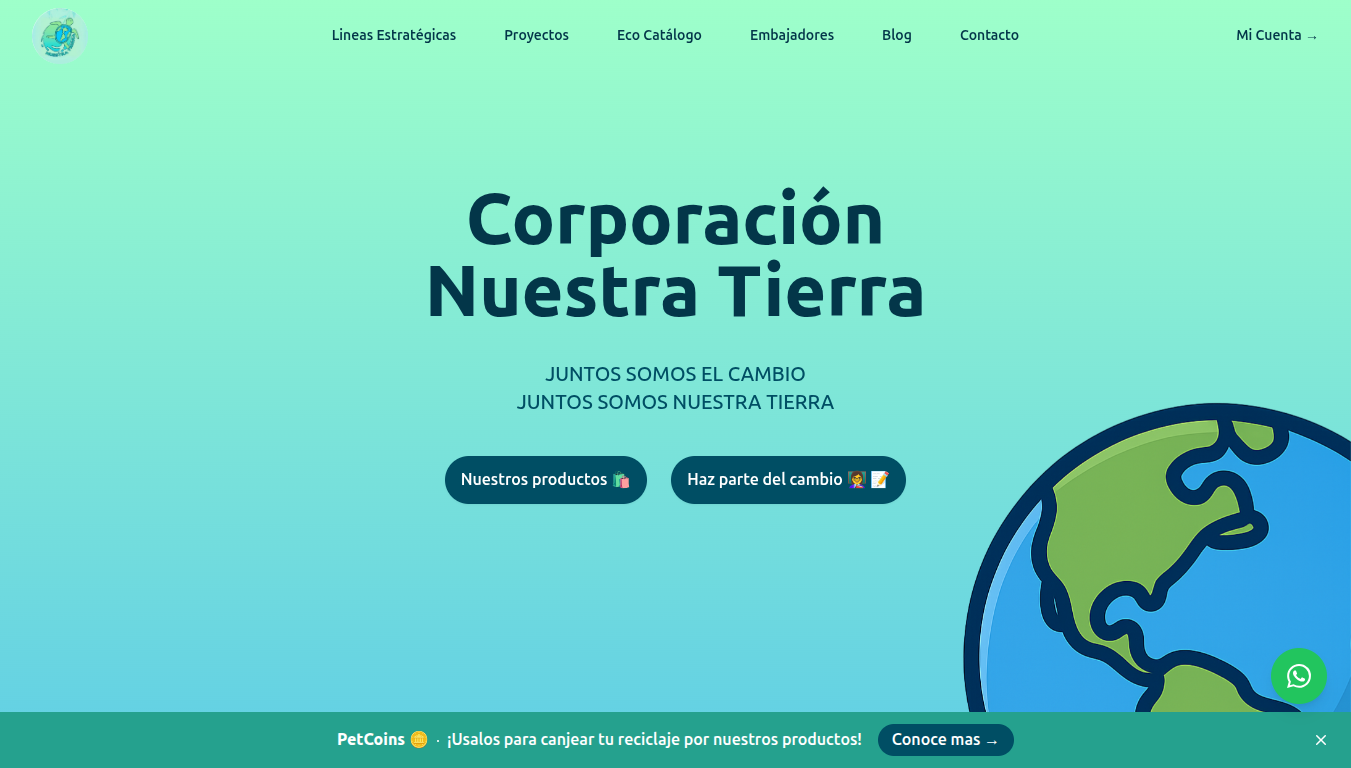 Lineas Estratégicas Proyectos Eco Catálogo Embajadores Blog Contacto Mi Cuenta →
Corporación
Nuestra Tierra
JUNTOS SOMOS EL CAMBIO
JUNTOS SOMOS NUESTRA TIERRA
Nuestros productos 🛍️ Haz parte del cambio 👩‍🏫 📝
PetCoins 🪙 · ¡Usalos para canjear tu reciclaje por nuestros productos! Conoce mas →